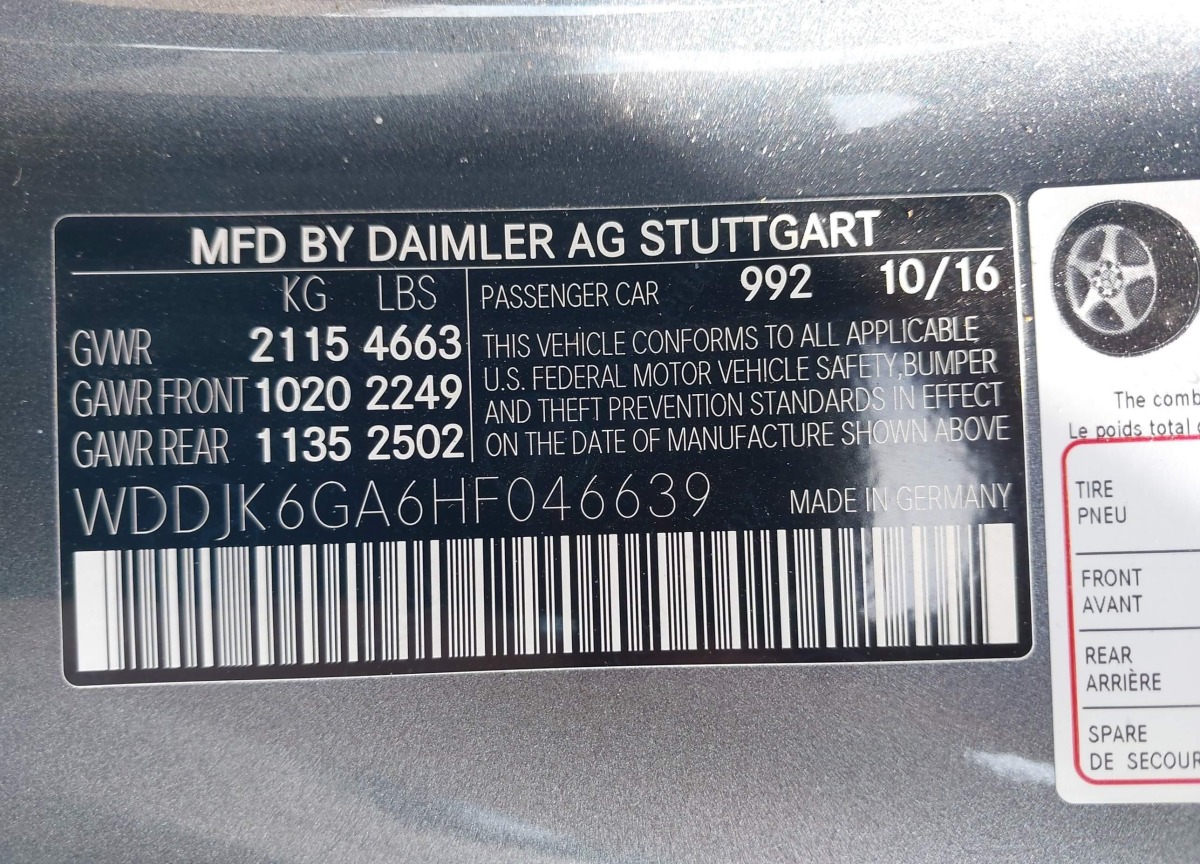 MFD BY DAIMLER AG STUTTGART
KG LBS
GVWR 2115 4663
GAWR FRONT 1020 2249
GAWR REAR 1135 2502
PASSENGER CAR 992 10/16
THIS VEHICLE CONFORMS TO ALL APPLICABLE
U.S. FEDERAL MOTOR VEHICLE SAFETY, BUMPER
AND THEFT PREVENTION STANDARDS IN EFFECT
ON THE DATE OF MANUFACTURE SHOWN ABOVE
WDDJK6GA6HF046639 MADE IN GERMANY
The comb
Le poids total
TIRE
PNEU
FRONT
AVANT
REAR
ARRIÈRE
SPARE
DE SECOUR